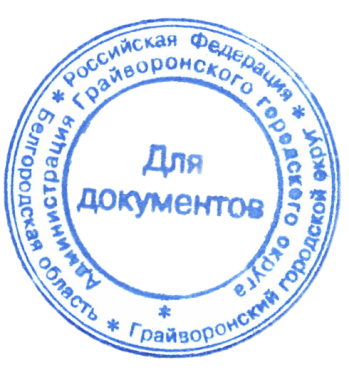 * Российская Федерация * Грайворонский городской округ * Белгородская область
* Администрация Грайворонского городского округа
Для
документов